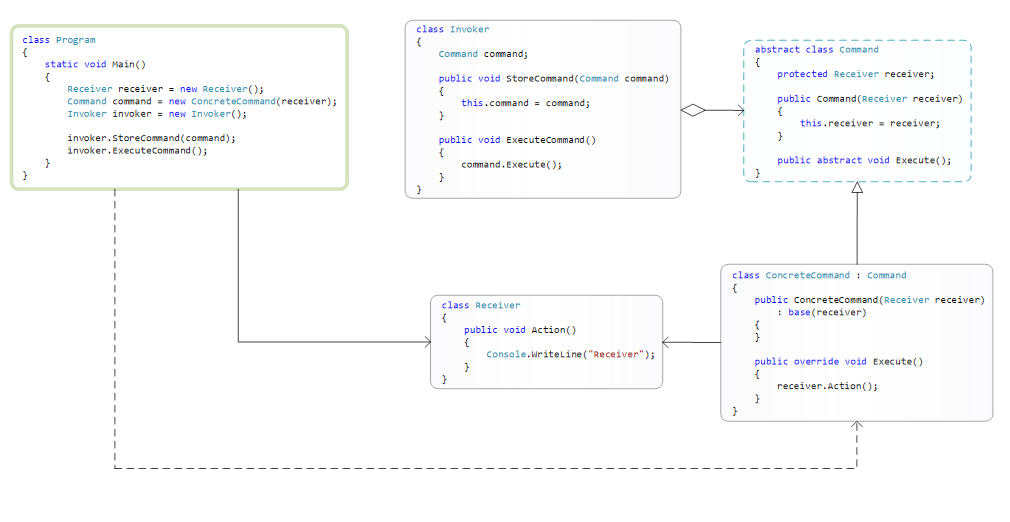 class Program
{
    static void Main()
    {
        Receiver receiver = new Receiver();
        Command command = new ConcreteCommand(receiver);
        Invoker invoker = new Invoker();

        invoker.StoreCommand(command);
        invoker.ExecuteCommand();
    }
}
class Invoker
{
    Command command;

    public void StoreCommand(Command command)
    {
        this.command = command;
    }

    public void ExecuteCommand()
    {
        command.Execute();
    }
}
abstract class Command
{
    protected Receiver receiver;

    public Command(Receiver receiver)
    {
        this.receiver = receiver;
    }

    public abstract void Execute();
}
class Receiver
{
    public void Action()
    {
        Console.WriteLine("Receiver");
    }
}
class ConcreteCommand : Command
{
    public ConcreteCommand(Receiver receiver)
        : base(receiver)
    {
    }

    public override void Execute()
    {
        receiver.Action();
    }
}